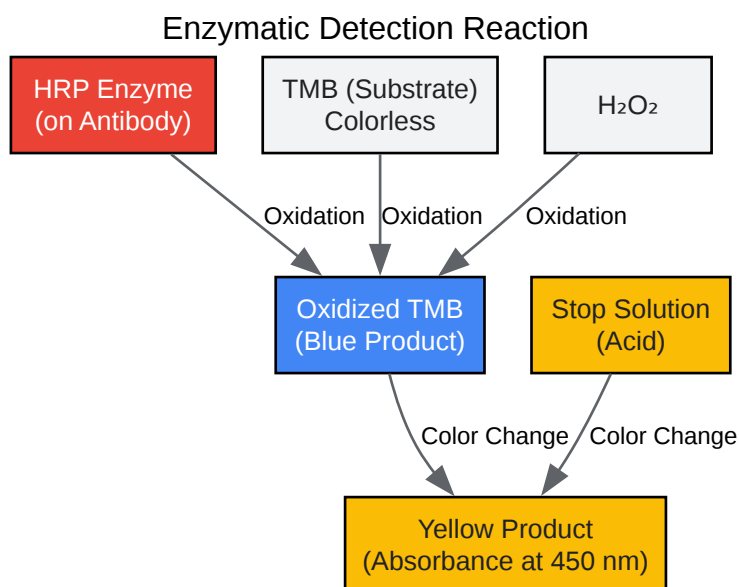 Enzymatic Detection Reaction
HRP Enzyme
(on Antibody)
TMB (Substrate)
Colorless
H₂O₂
Oxidation
Oxidation
Oxidation
Oxidized TMB
(Blue Product)
Stop Solution
(Acid)
Color Change
Color Change
Yellow Product
(Absorbance at 450 nm)